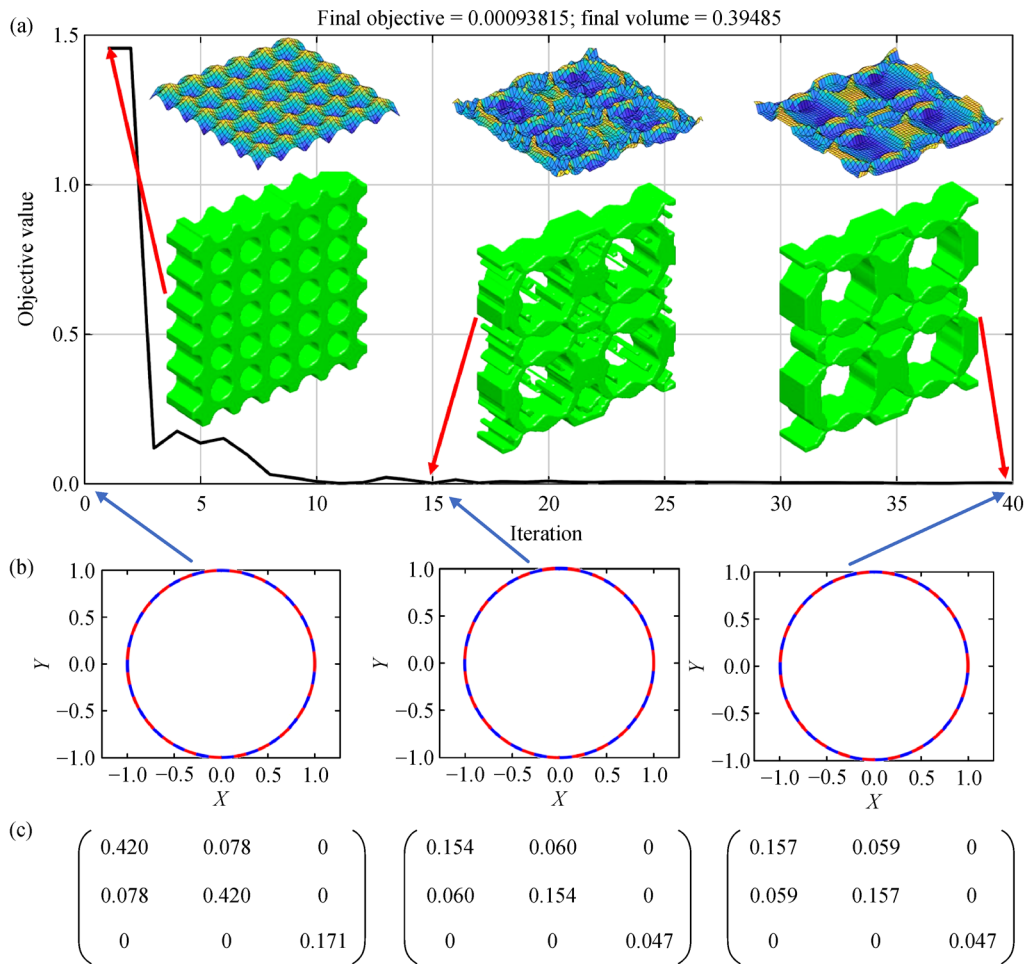 (a)
Final objective = 0.00093815; final volume = 0.39485
1.5
1.0
0.5
0.0
Objective value
0 5 10 15 20 25 30 35 40
Iteration
(b)
1.0 1.0 1.0
0.5 0.5 0.5
Y 0.0 Y 0.0 Y 0.0
−0.5 −0.5 −0.5
−1.0 −1.0 −1.0
−1.0 −0.5 0.0 0.5 1.0 −1.0 −0.5 0.0 0.5 1.0 −1.0 −0.5 0.0 0.5 1.0
X X X
(c)
0.420 0.078 0 0.154 0.060 0 0.157 0.059 0
0.078 0.420 0 0.060 0.154 0 0.059 0.157 0
0 0 0.171 0 0 0.047 0 0 0.047